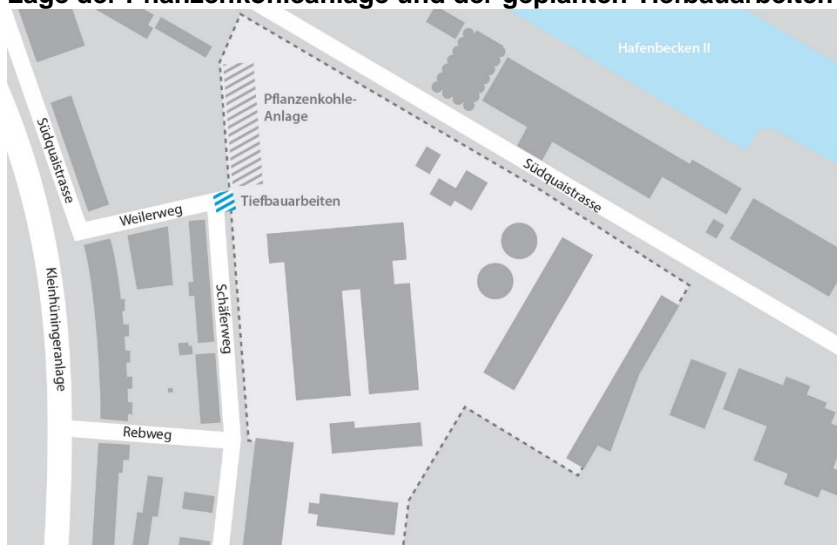 Lage der Pflanzenkohleanlage und der geplanten Tiefbauarbeiten
Hafenbecken II
Pflanzenkohle-
Anlage
Südquaistrasse
Südquaistrasse
Tiefbauarbeiten
Weilerweg
Schäferweg
Kleinhüningeranlage
Rebweg